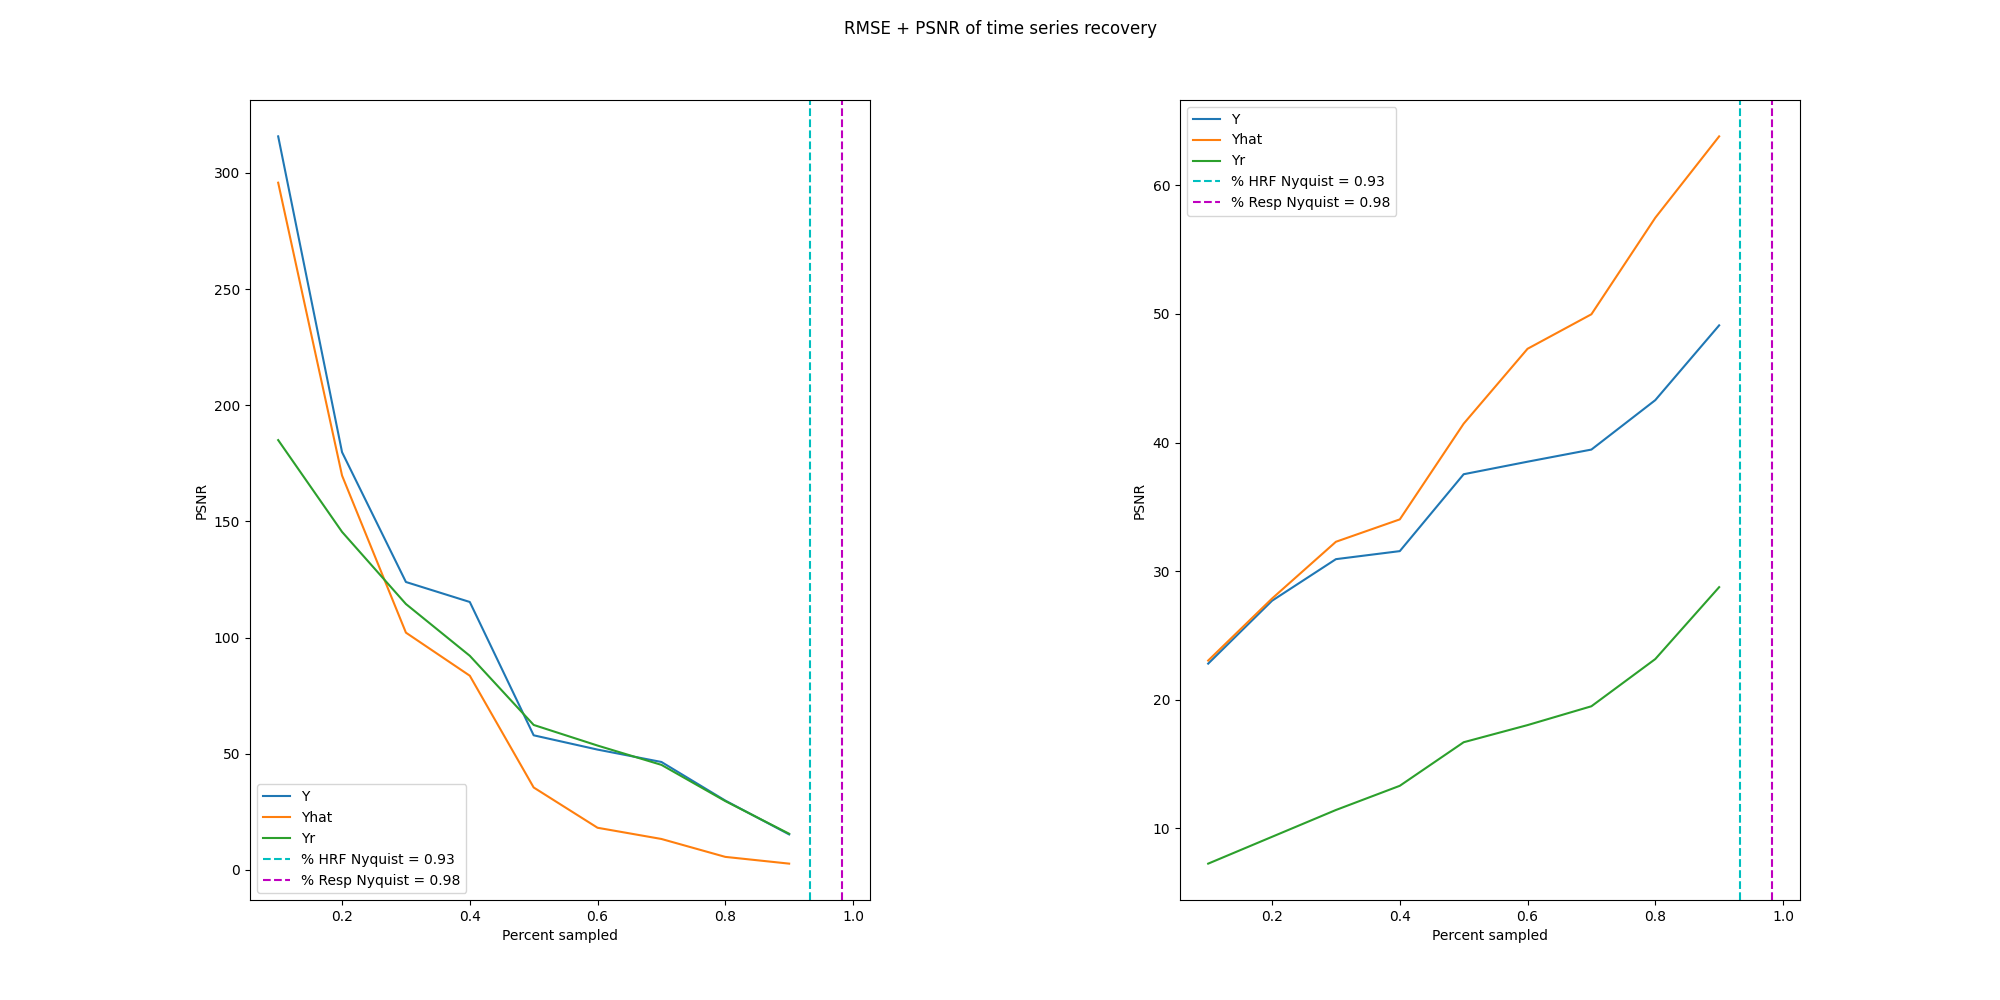 RMSE + PSNR of time series recovery
PSNR
300
250
200
150
100
50
0
Y
Yhat
Yr
% HRF Nyquist = 0.93
% Resp Nyquist = 0.98
0.2 0.4 0.6 0.8 1.0
Percent sampled
PSNR
60
50
40
30
20
10
Y
Yhat
Yr
% HRF Nyquist = 0.93
% Resp Nyquist = 0.98
0.2 0.4 0.6 0.8 1.0
Percent sampled